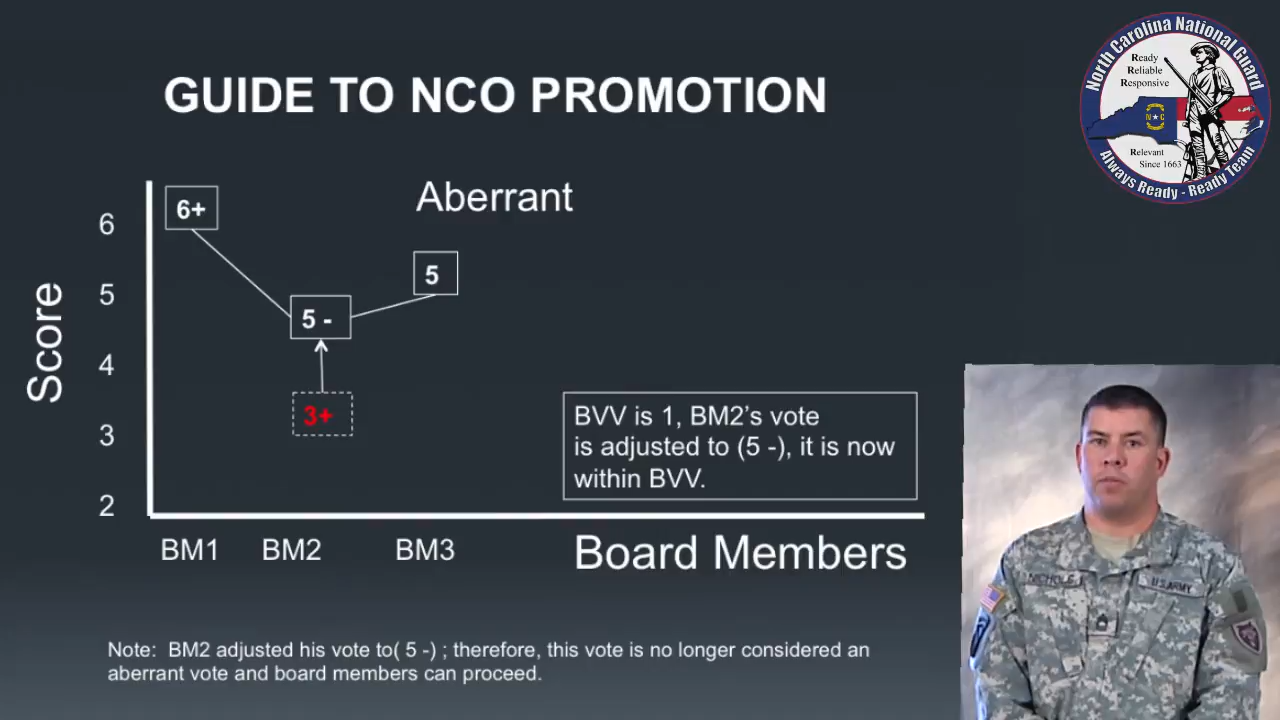 GUIDE TO NCO PROMOTION
North Carolina National Guard
Ready
Reliable
Responsive
N C
Relevant
Since 1663
Always Ready - Ready Team
Aberrant
Score
6
5
4
3
2
6+
5 -
5
3+
BVV is 1, BM2's vote
is adjusted to (5 -), it is now
within BVV.
BM1
BM2
BM3
Board Members
Note:  BM2 adjusted his vote to( 5 -) ; therefore, this vote is no longer considered an
aberrant vote and board members can proceed.
U.S. ARMY